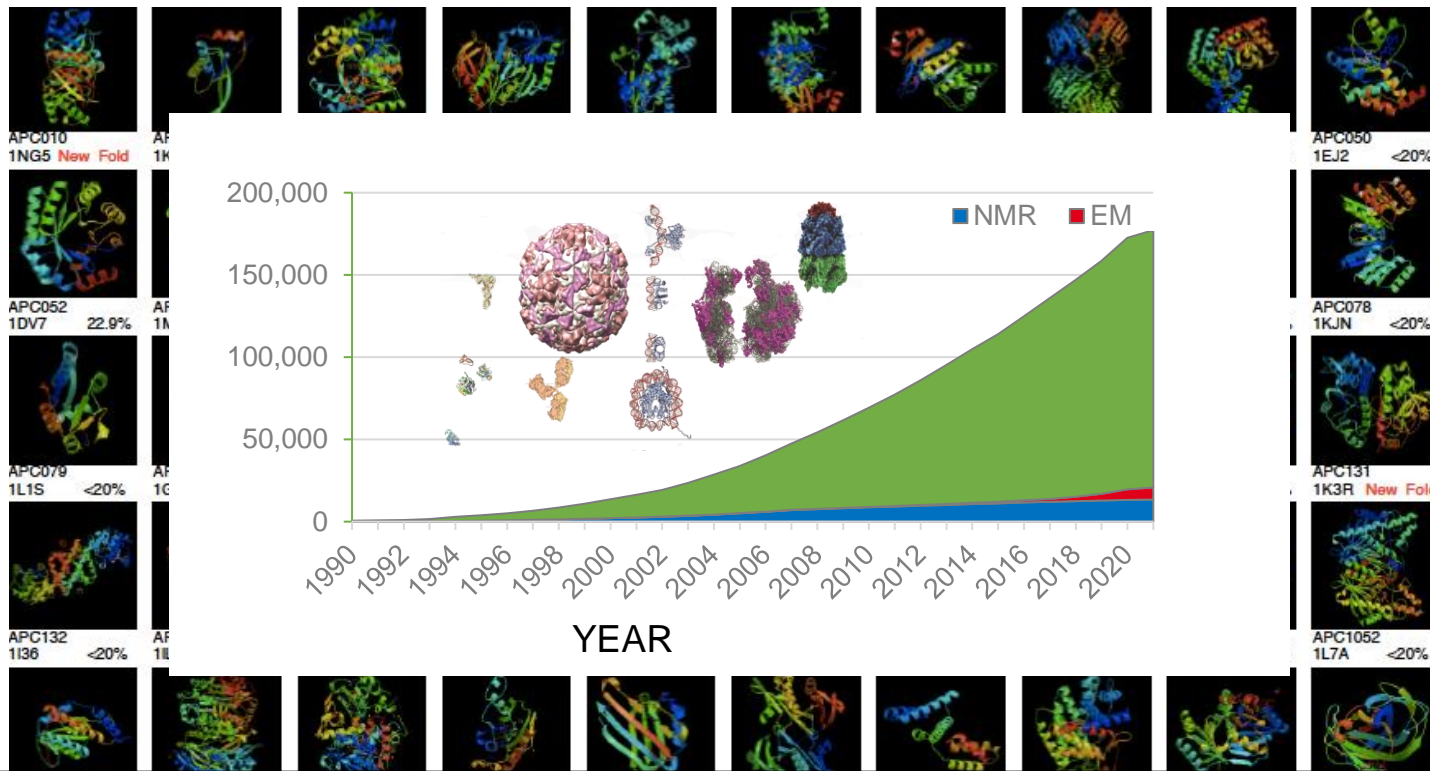 APC010
1NG5 New Fold
APC050
1EJ2 <20%
APC052
1DV7 22.9%
APC078
1KJN <20%
APC079
1L1S <20%
APC131
1K3R New Fold
APC132
1I36 <20%
APC1052
1L7A <20%
200,000
150,000
100,000
50,000
0
NMR EM
1990 1992 1994 1996 1998 2000 2002 2004 2006 2008 2010 2012 2014 2016 2018 2020
YEAR